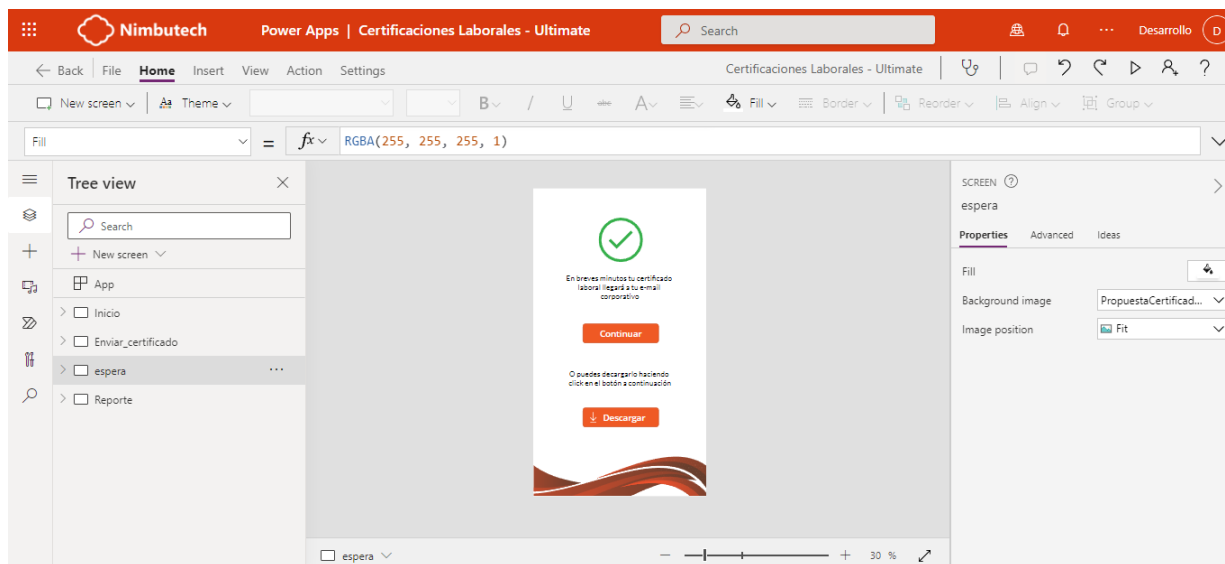 Nimbutech
Power Apps | Certificaciones Laborales - Ultimate
Search
Desarrollo
D
Back
File
Home
Insert
View
Action
Settings
Certificaciones Laborales - Ultimate
New screen
Theme
B
/
U
abc
A
Fill
Border
Reorder
Align
Group
Fill
=
fx
RGBA(255, 255, 255, 1)
Tree view
Search
New screen
App
Inicio
Enviar_certificado
espera
...
Reporte
En breves minutos tu certificado
laboral llegará a tu e-mail
corporativo
Continuar
O puedes decargarlo haciendo
click en el botón a continuación
Descargar
espera
30 %
SCREEN
espera
Properties
Advanced
Ideas
Fill
Background image
PropuestaCertificad...
Image position
Fit